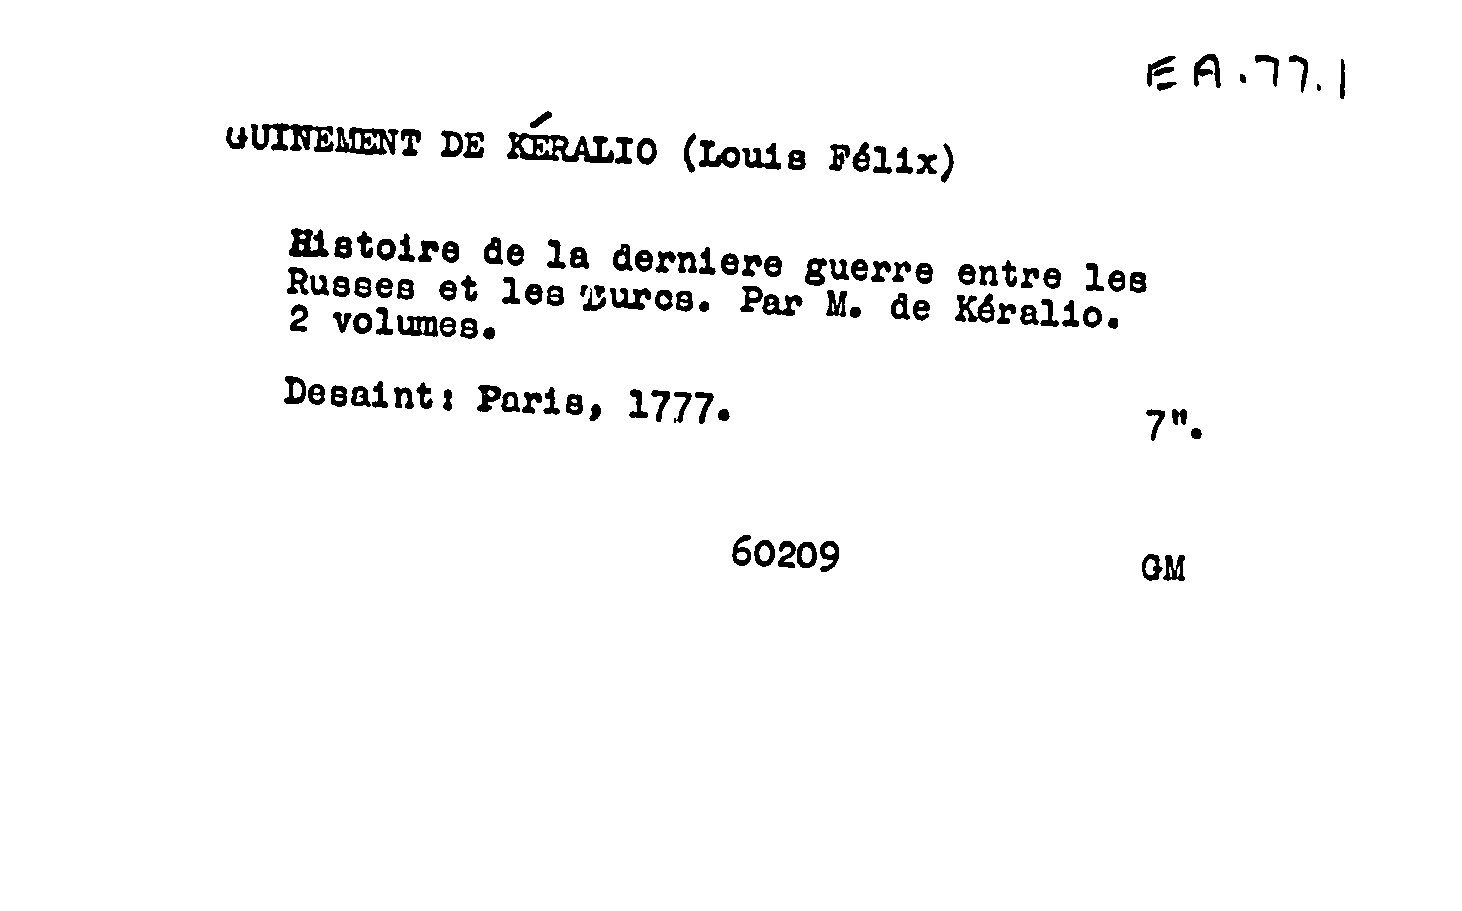 EA.77.1
GUINEMENT DE KÉRALIO (Louis Félix)
Histoire de la derniere guerre entre les
Russes et les Turcs. Par M. de Kéralio.
2 volumes.
Desaint: Paris, 1777.
7".
60209
GM